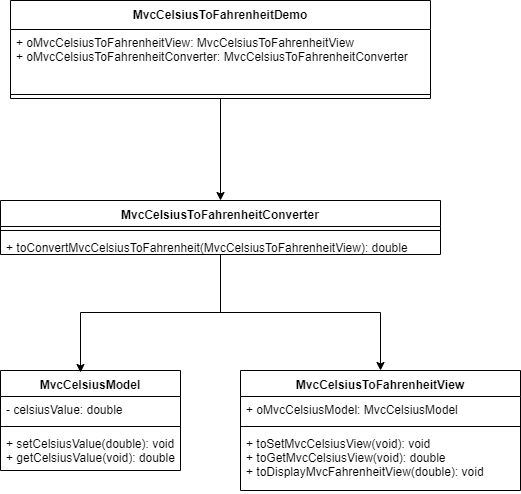 MvcCelsiusToFahrenheitDemo
+ oMvcCelsiusToFahrenheitView: MvcCelsiusToFahrenheitView
+ oMvcCelsiusToFahrenheitConverter: MvcCelsiusToFahrenheitConverter
MvcCelsiusToFahrenheitConverter
+ toConvertMvcCelsiusToFahrenheit(MvcCelsiusToFahrenheitView): double
MvcCelsiusModel
- celsiusValue: double
+ setCelsiusValue(double): void
+ getCelsiusValue(void): double
MvcCelsiusToFahrenheitView
+ oMvcCelsiusModel: MvcCelsiusModel
+ toSetMvcCelsiusView(void): void
+ toGetMvcCelsiusView(void): double
+ toDisplayMvcFahrenheitView(double): void